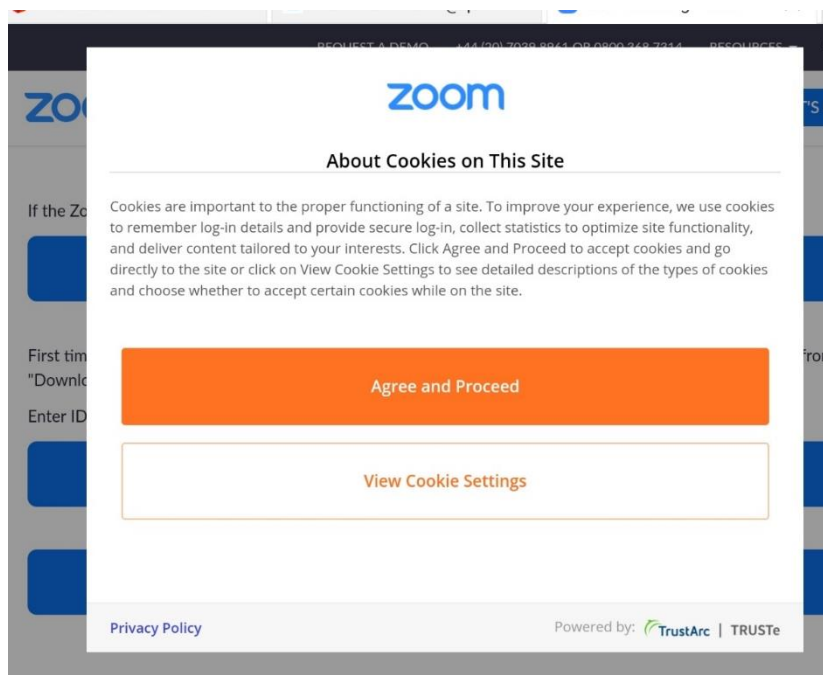 REQUEST A DEMO +44 (20) 7039 8961 OR 0800 368 7314 RESOURCES
zoom
About Cookies on This Site
Cookies are important to the proper functioning of a site. To improve your experience, we use cookies
to remember log-in details and provide secure log-in, collect statistics to optimize site functionality,
and deliver content tailored to your interests. Click Agree and Proceed to accept cookies and go
directly to the site or click on View Cookie Settings to see detailed descriptions of the types of cookies
and choose whether to accept certain cookies while on the site.
If the
First
Enter ID
Agree and Proceed
View Cookie Settings
Privacy Policy
Powered by: TrustArc | TRUSTe